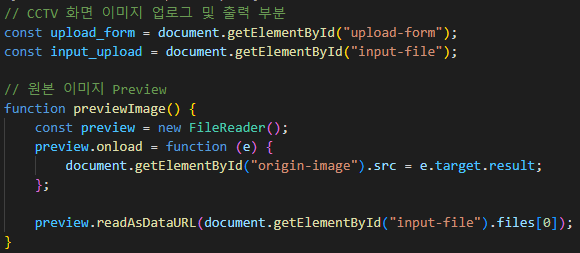 // CCTV 화면 이미지 업로그 및 출력 부분
const upload_form = document.getElementById("upload-form");
const input_upload = document.getElementById("input-file");
// 원본 이미지 Preview
function previewImage() {
    const preview = new FileReader();
    preview.onload = function (e) {
        document.getElementById("origin-image").src = e.target.result;
    };
    preview.readAsDataURL(document.getElementById("input-file").files[0]);
}